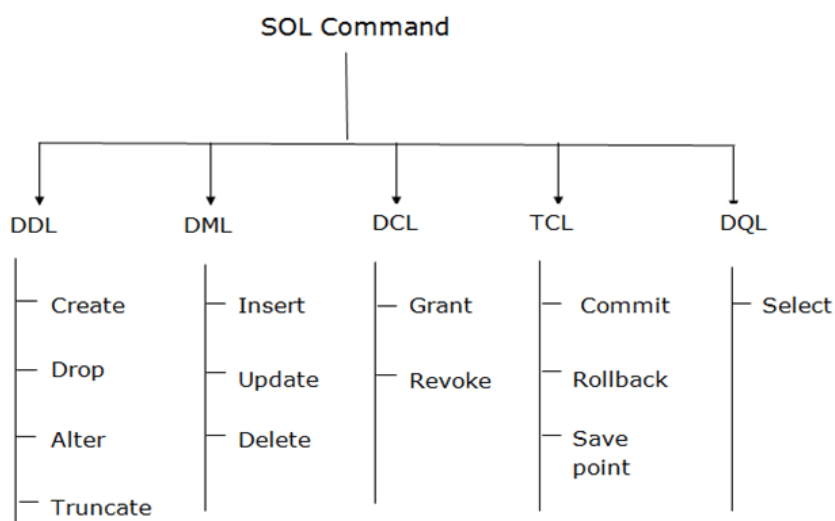 SOL Command
DDL
DML
DCL
TCL
DQL
Create
Drop
Alter
Truncate
Insert
Update
Delete
Grant
Revoke
Commit
Rollback
Save
point
Select